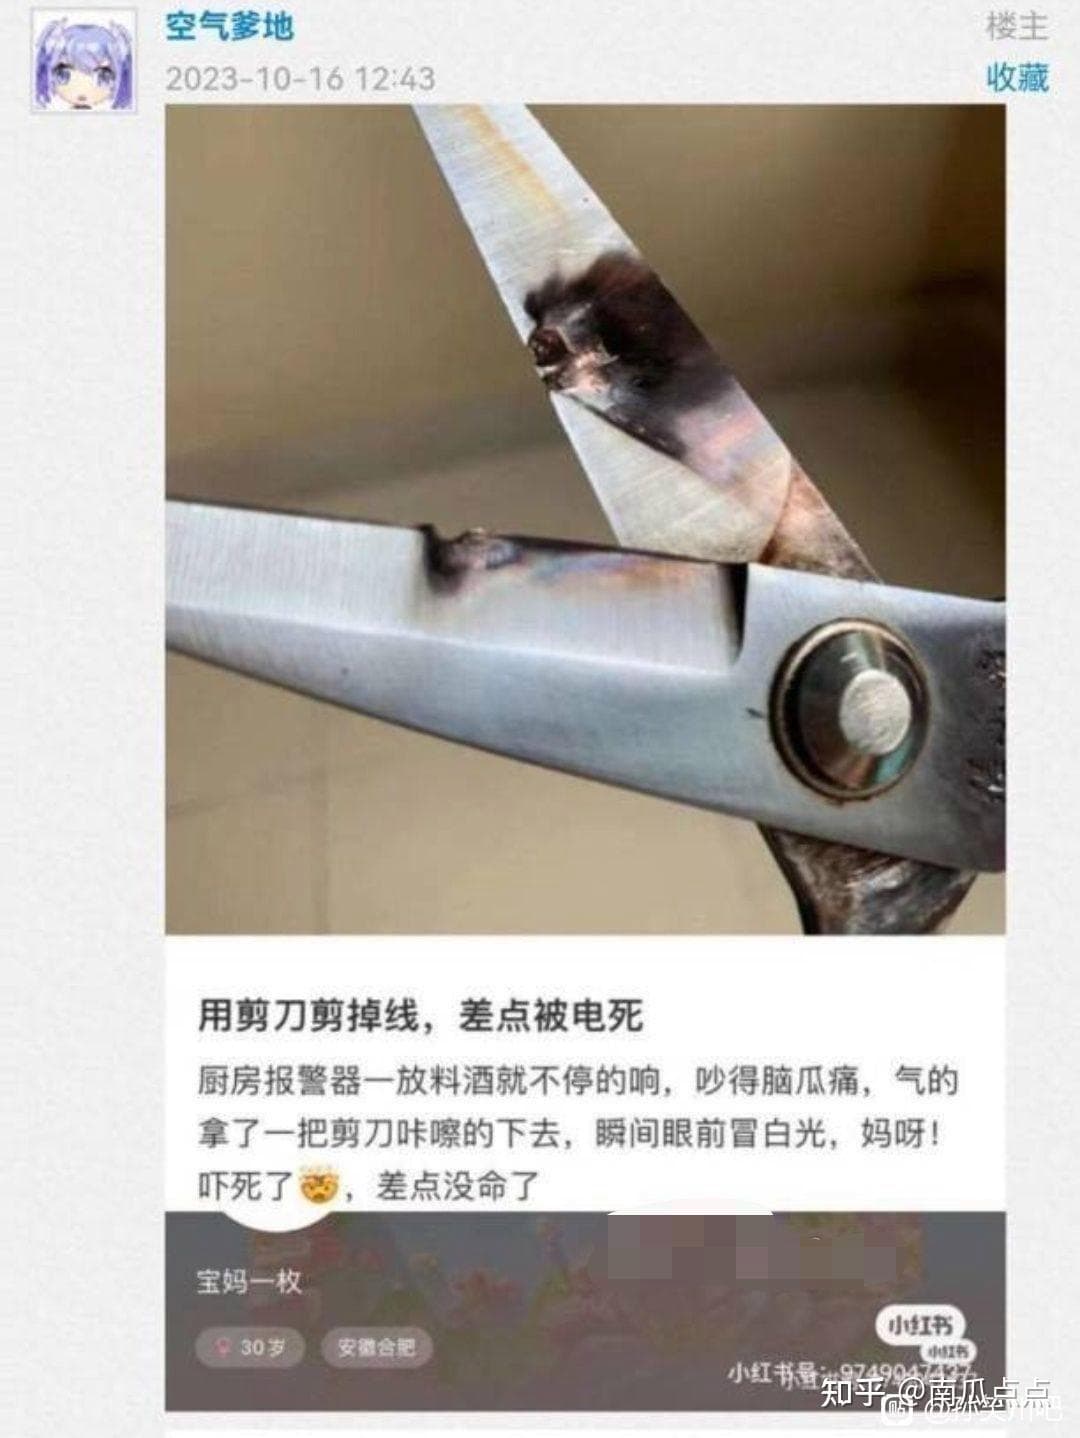 空气爹地
楼主
2023-10-16 12:43
收藏
用剪刀剪掉线，差点被电死
厨房报警器一放料酒就不停的响，吵得脑瓜痛，气的
拿了一把剪刀咔嚓的下去，瞬间眼前冒白光，妈呀！
吓死了🤯，差点没命了
宝妈一枚
30岁
安徽合肥
小红书
小红书
小红书号：
知乎 @南瓜点点